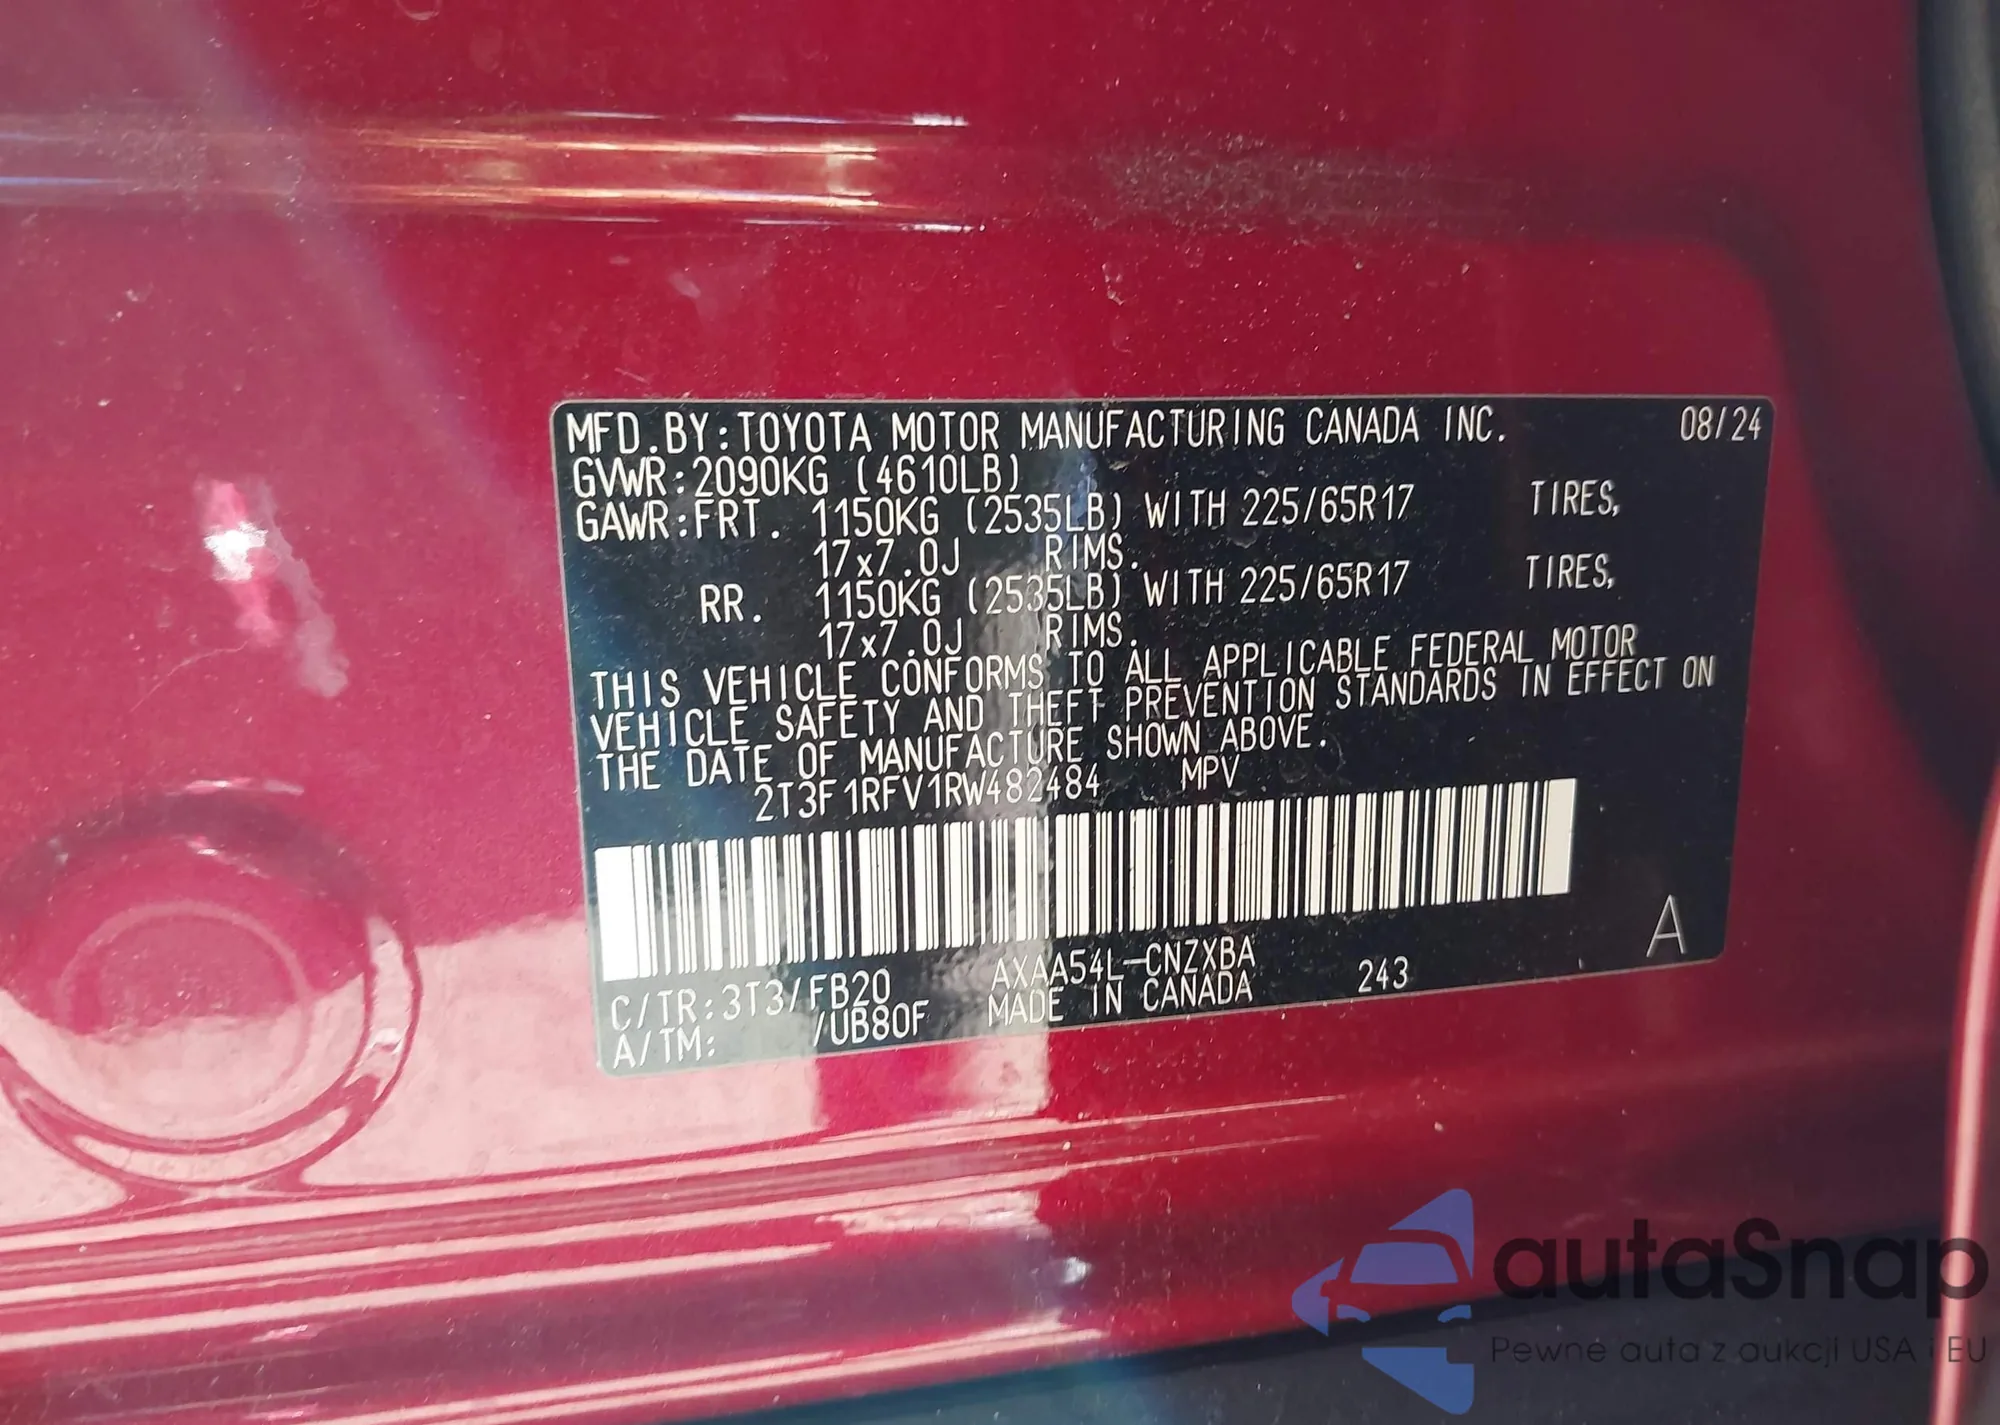 MFD.BY:TOYOTA MOTOR MANUFACTURING CANADA INC. 08/24
GVWR:2090KG (4610LB)
GAWR:FRT. 1150KG (2535LB) WITH 225/65R17 TIRES,
17x7.0J RIMS.
RR. 1150KG (2535LB) WITH 225/65R17 TIRES,
17x7.0J RIMS.
THIS VEHICLE CONFORMS TO ALL APPLICABLE FEDERAL MOTOR
VEHICLE SAFETY AND THEFT PREVENTION STANDARDS IN EFFECT ON
THE DATE OF MANUFACTURE SHOWN ABOVE.
2T3F1RFV1RW482484 MPV
A
C/TR:3T3/FB20 AXAA54L-CNZXBA 243
A/TM: /UB80F MADE IN CANADA
autaSnap
Pewne auta z aukcji USA i EU